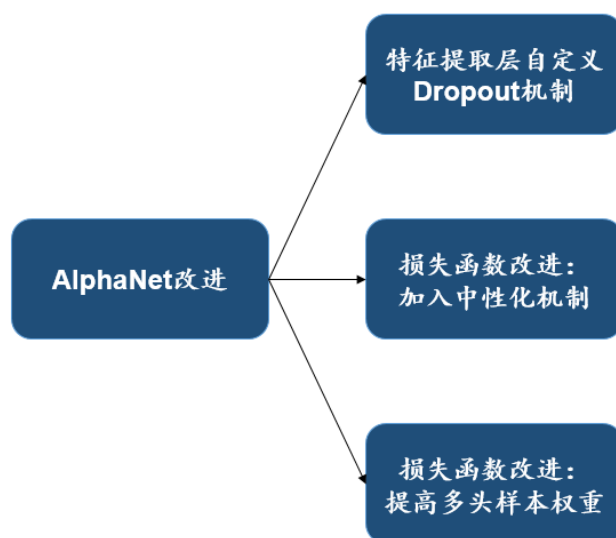 特征提取层自定义
Dropout机制
AlphaNet改进
损失函数改进：
加入中性化机制
损失函数改进：
提高多头样本权重